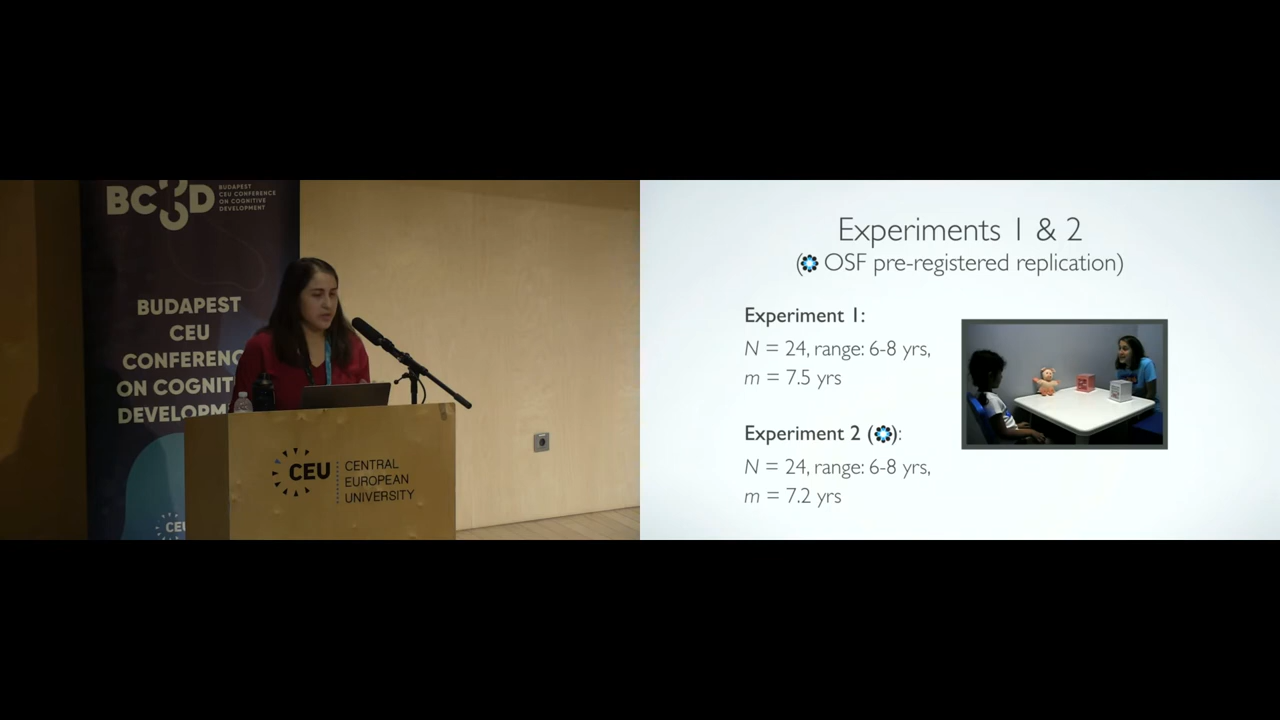 BCCCD
BUDAPEST
CEU CONFERENCE
ON COGNITIVE
DEVELOPMENT
BUDAPEST
CEU
CONFERENC
ON COGNIT
DEVELOPM
CEU
CEU
CENTRAL
EUROPEAN
UNIVERSITY
Experiments 1 & 2
(OSF pre-registered replication)
Experiment 1:
N = 24, range: 6-8 yrs,
m = 7.5 yrs
Experiment 2 ( ):
N = 24, range: 6-8 yrs,
m = 7.2 yrs